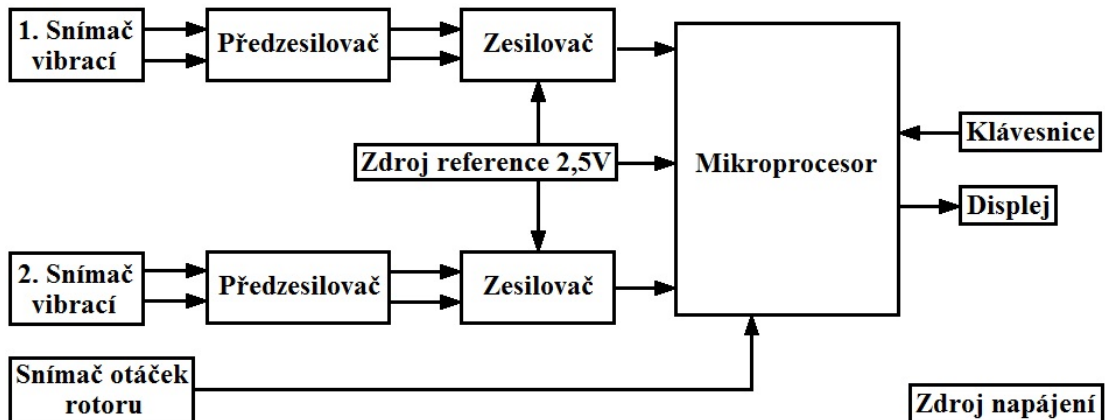 1. Snímač
vibrací
Předzesilovač
Zesilovač
Zdroj reference 2,5V
Mikroprocesor
Klávesnice
Displej
2. Snímač
vibrací
Předzesilovač
Zesilovač
Snímač otáček
rotoru
Zdroj napájení